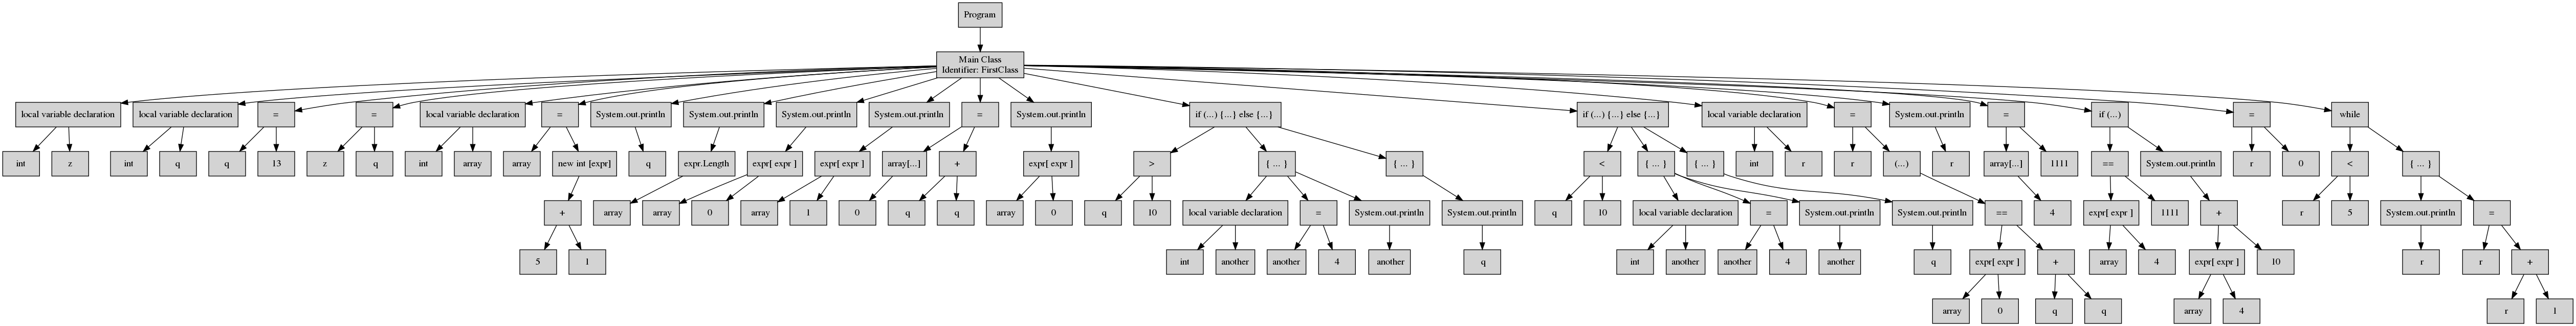 Program
Main Class
Identifier: FirstClass
local variable declaration
local variable declaration
=
=
local variable declaration
=
System.out.println
System.out.println
System.out.println
System.out.println
=
System.out.println
if (...) {...} else {...}
if (...) {...} else {...}
local variable declaration
=
System.out.println
=
if (...)
=
while
int
z
int
q
q
13
z
q
int
array
array
new int [expr]
q
expr.Length
expr[ expr ]
expr[ expr ]
array[...]
+
expr[ expr ]
>
{ ... }
{ ... }
<
{ ... }
{ ... }
int
r
r
(...)
r
array[...]
1111
==
System.out.println
r
0
<
{ ... }
+
array
array
0
array
1
0
q
q
array
0
q
10
local variable declaration
=
System.out.println
System.out.println
q
10
local variable declaration
=
System.out.println
System.out.println
==
4
expr[ expr ]
1111
+
r
5
System.out.println
=
5
1
int
another
another
4
another
q
int
another
another
4
another
q
expr[ expr ]
+
array
4
expr[ expr ]
10
r
r
+
array
0
q
q
array
4
r
1